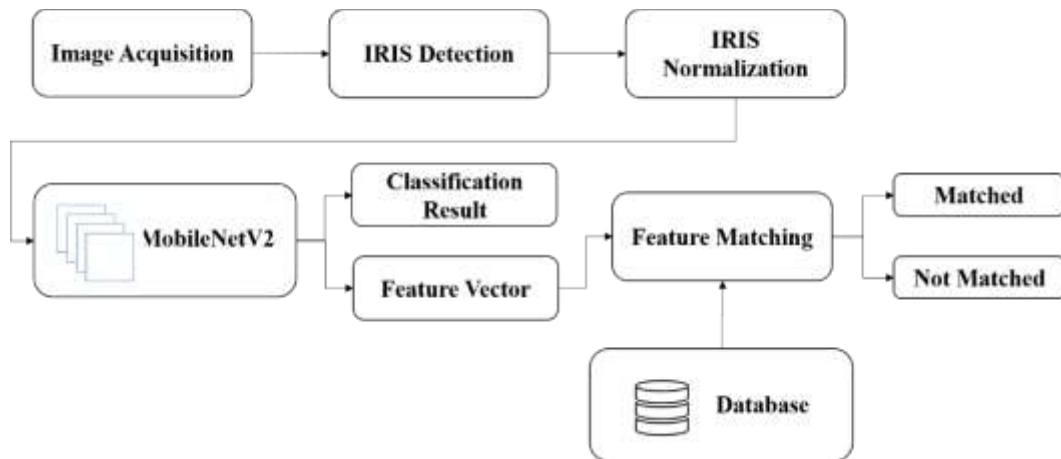 Image Acquisition
IRIS Detection
IRIS
Normalization
MobileNetV2
Classification
Result
Feature Vector
Feature Matching
Matched
Not Matched
Database